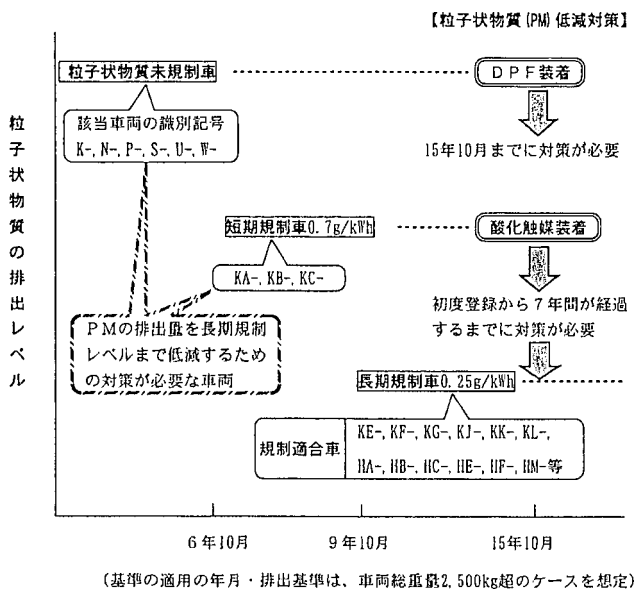 【粒子状物質(PM)低減対策】
粒子状物質の排出レベル
粒子状物質未規制車
DPF装着
該当車両の識別記号
K-, N-, P-, S-, U-, W-
15年10月までに対策が必要
短期規制車0.7g/kWh
酸化触媒装着
KA-, KB-, KC-
初度登録から7年間が経過
するまでに対策が必要
PMの排出量を長期規制
レベルまで低減するため
の対策が必要な車両
長期規制車0.25g/kWh
規制適合車
KE-, KF-, KG-, KJ-, KK-, KL-,
HA-, HB-, HC-, HE-, HF-, HM-等
6年10月
9年10月
15年10月
(基準の適用の年月・排出基準は、車両総重量2,500kg超のケースを想定)